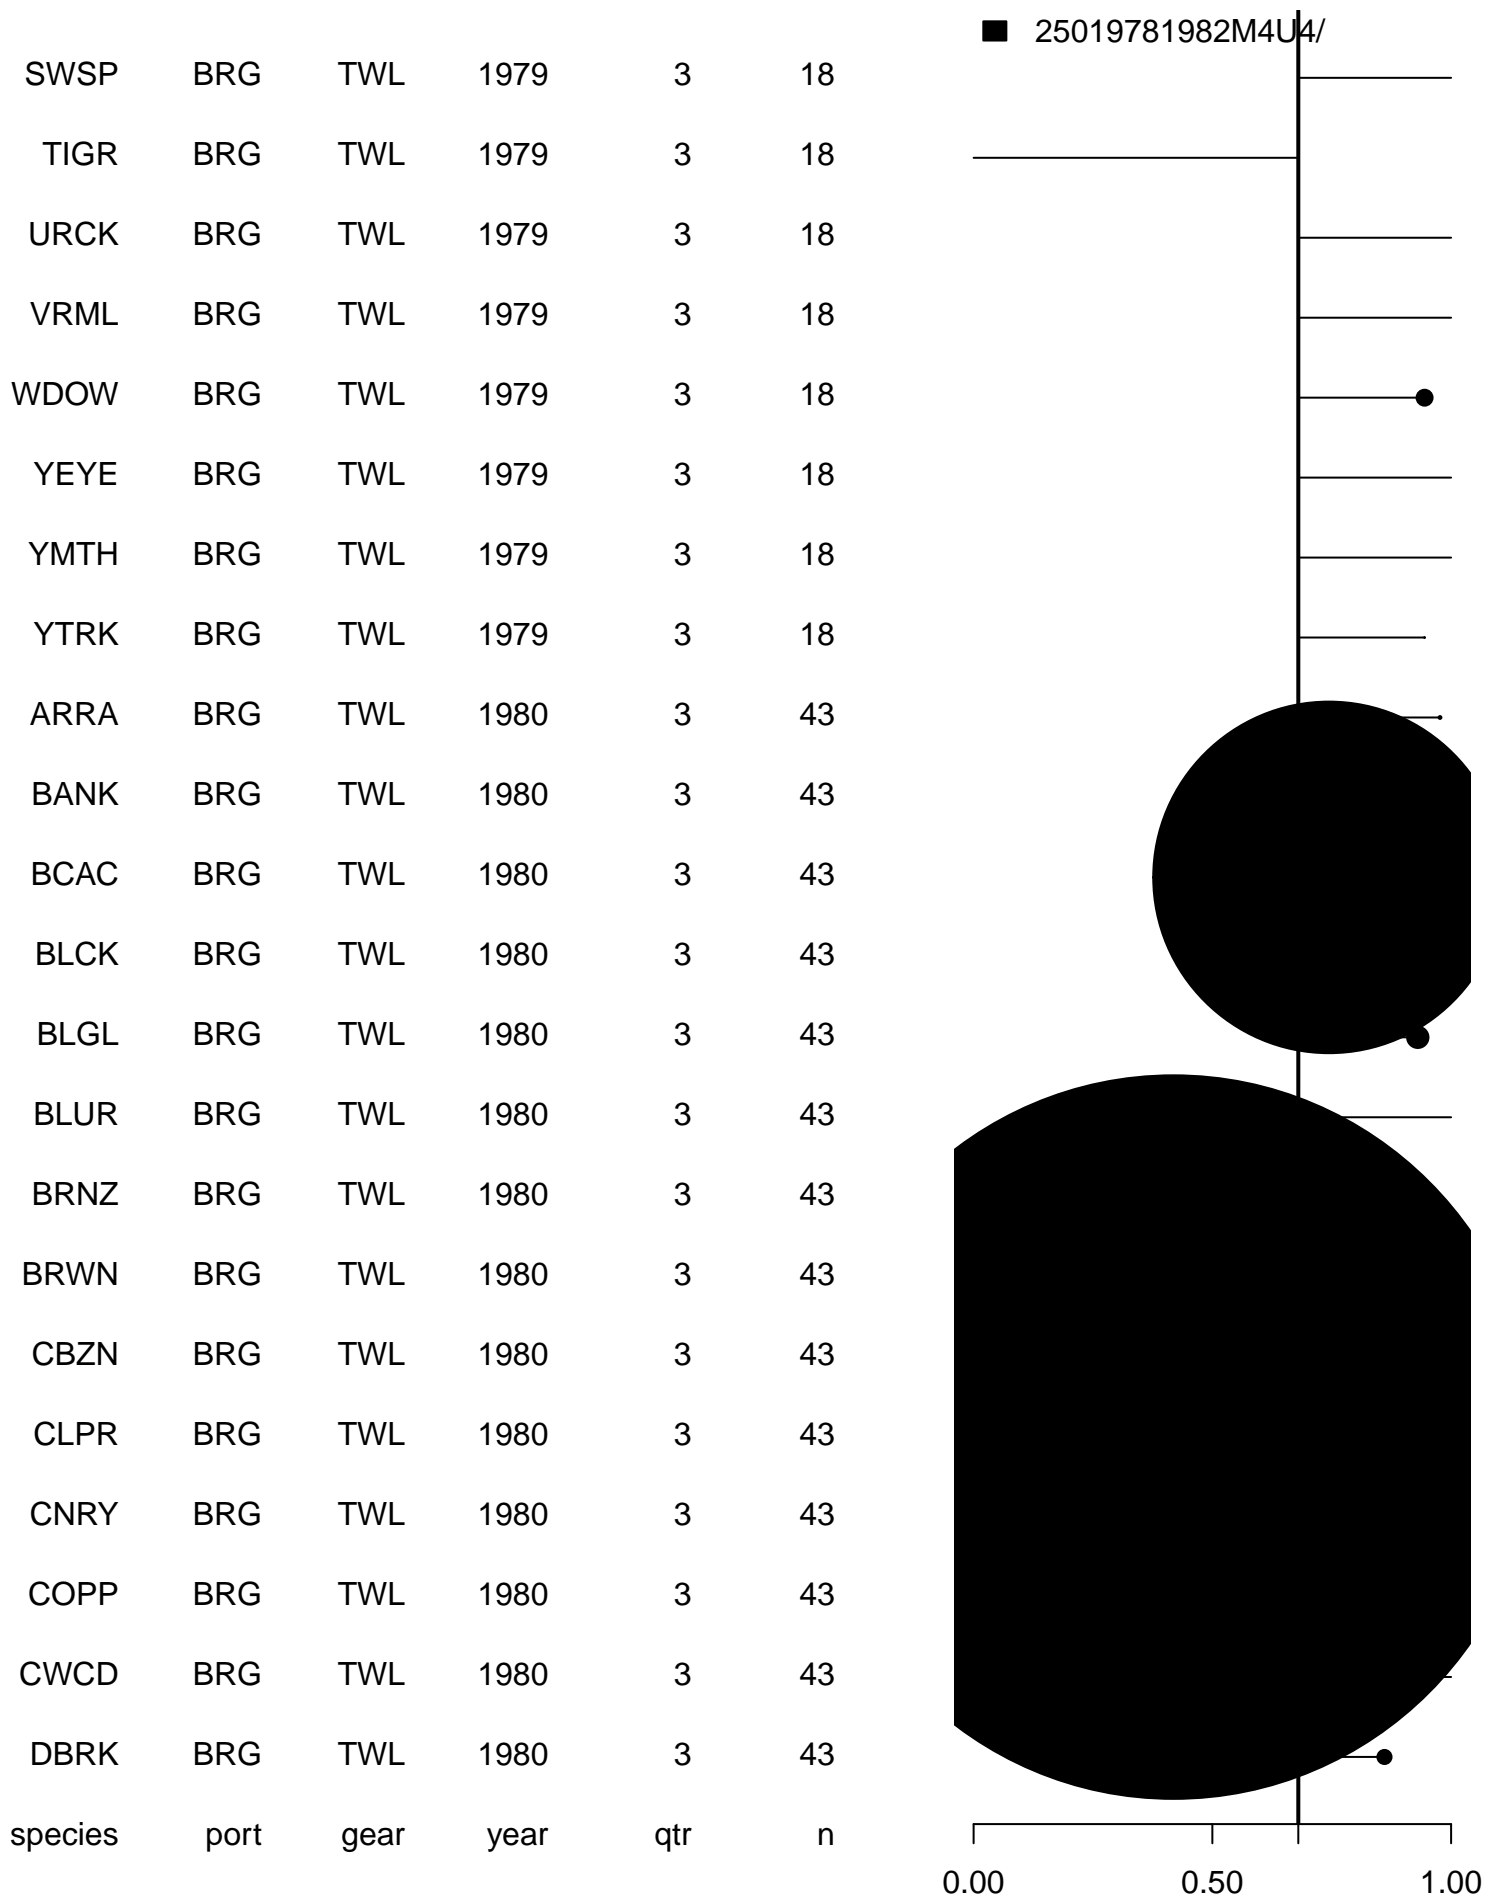 25019781982M4U4/
SWSP BRG TWL 1979 3 18
TIGR BRG TWL 1979 3 18
URCK BRG TWL 1979 3 18
VRML BRG TWL 1979 3 18
WDOW BRG TWL 1979 3 18
YEYE BRG TWL 1979 3 18
YMTH BRG TWL 1979 3 18
YTRK BRG TWL 1979 3 18
ARRA BRG TWL 1980 3 43
BANK BRG TWL 1980 3 43
BCAC BRG TWL 1980 3 43
BLCK BRG TWL 1980 3 43
BLGL BRG TWL 1980 3 43
BLUR BRG TWL 1980 3 43
BRNZ BRG TWL 1980 3 43
BRWN BRG TWL 1980 3 43
CBZN BRG TWL 1980 3 43
CLPR BRG TWL 1980 3 43
CNRY BRG TWL 1980 3 43
COPP BRG TWL 1980 3 43
CWCD BRG TWL 1980 3 43
DBRK BRG TWL 1980 3 43
species port gear year qtr n
0.00 0.50 1.00